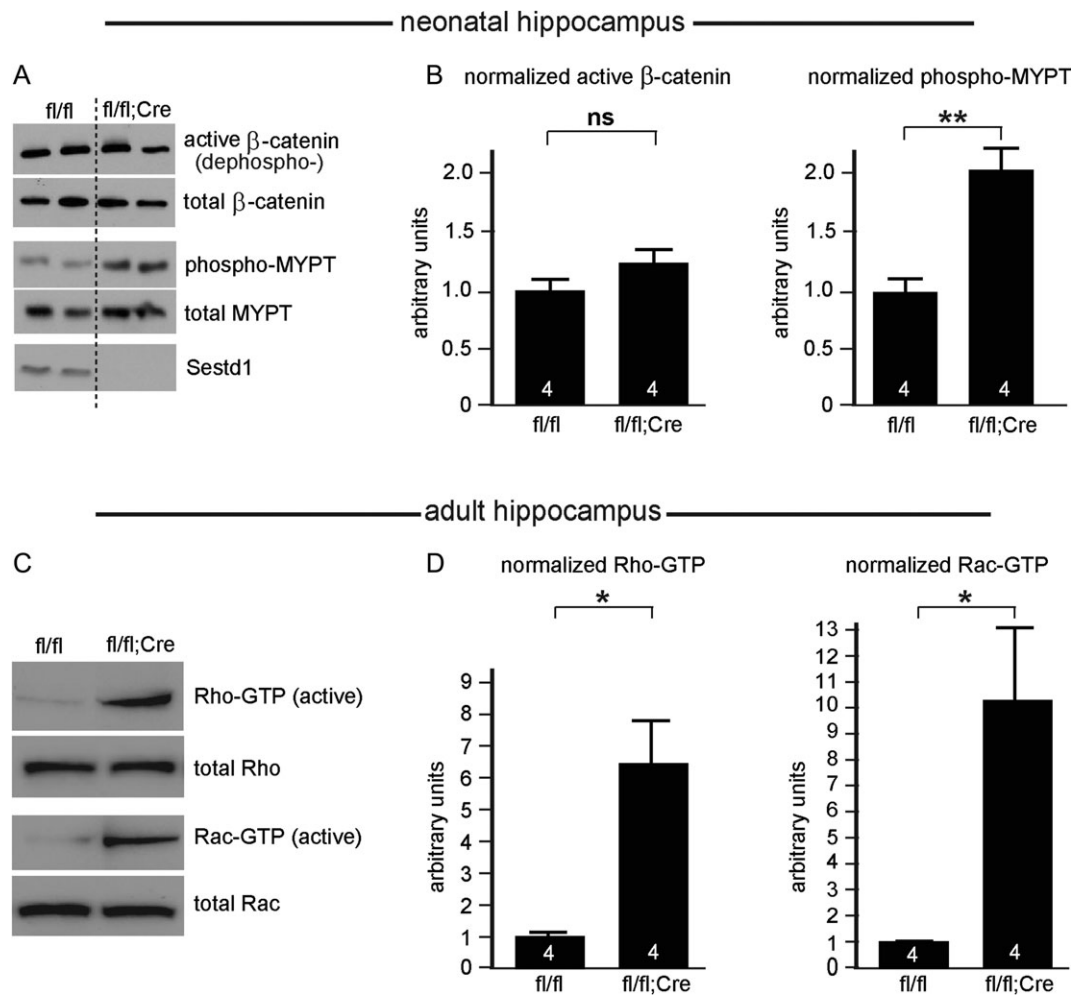 neonatal hippocampus
A
fl/fl
fl/fl;Cre
active β-catenin
(dephospho-)
total β-catenin
phospho-MYPT
total MYPT
Sestd1
B
normalized active β-catenin
ns
arbitrary units
2.0
1.5
1.0
0.5
0
4
4
fl/fl
fl/fl;Cre
normalized phospho-MYPT
**
arbitrary units
2.0
1.5
1.0
0.5
0
4
4
fl/fl
fl/fl;Cre
adult hippocampus
C
fl/fl
fl/fl;Cre
Rho-GTP (active)
total Rho
Rac-GTP (active)
total Rac
D
normalized Rho-GTP
*
arbitrary units
9
8
7
6
5
4
3
2
1
0
4
4
fl/fl
fl/fl;Cre
normalized Rac-GTP
*
arbitrary units
13
12
11
10
9
8
7
6
5
4
3
2
1
0
4
4
fl/fl
fl/fl;Cre